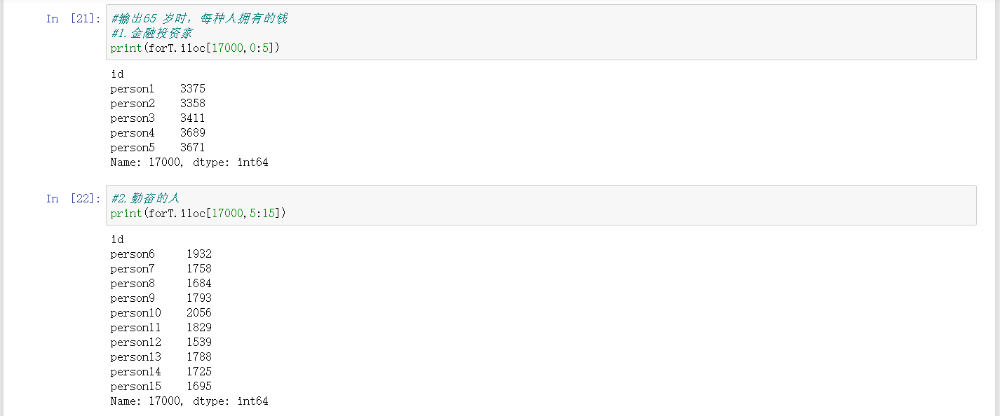 In [21]: #输出65 岁时，每种人拥有的钱
#1.金融投资家
print(forT.iloc[17000,0:5])
id
person1    3375
person2    3358
person3    3411
person4    3689
person5    3671
Name: 17000, dtype: int64
In [22]: #2.勤奋的人
print(forT.iloc[17000,5:15])
id
person6     1932
person7     1758
person8     1684
person9     1793
person10    2056
person11    1829
person12    1539
person13    1788
person14    1725
person15    1695
Name: 17000, dtype: int64